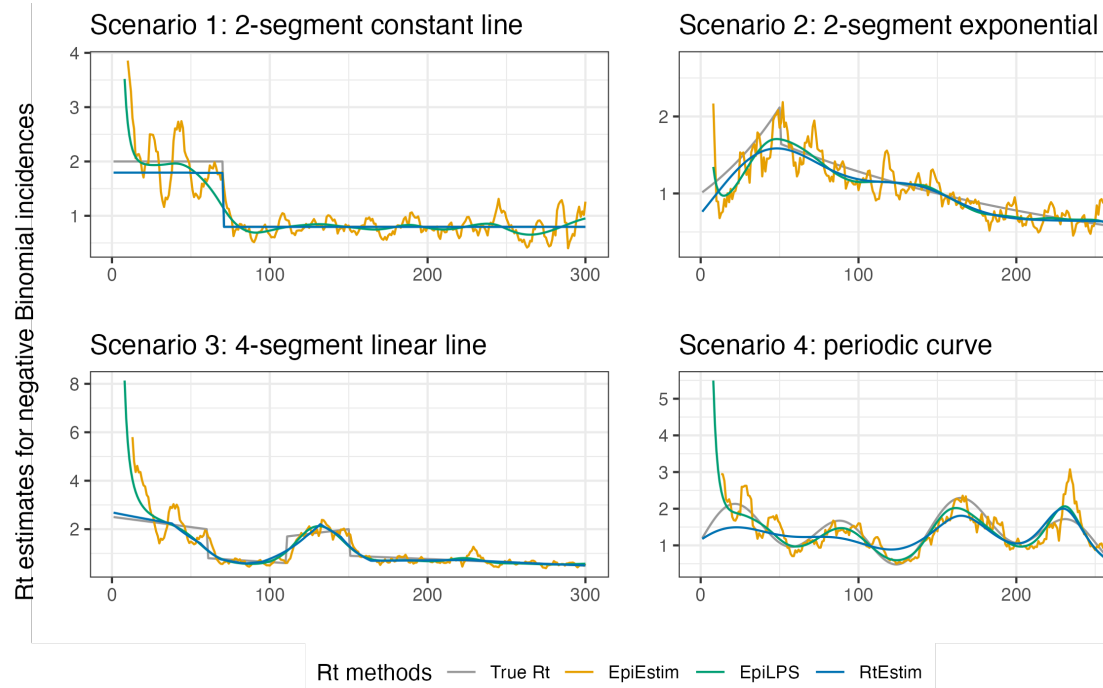 Scenario 1: 2-segment constant line
Scenario 2: 2-segment exponential
Rt estimates for negative Binomial incidences
4
3
2
1
0
100
200
300
2
1
0
100
200
Scenario 3: 4-segment linear line
Scenario 4: periodic curve
8
6
4
2
0
100
200
300
5
4
3
2
1
0
100
200
Rt methods
True Rt
EpiEstim
EpiLPS
RtEstim